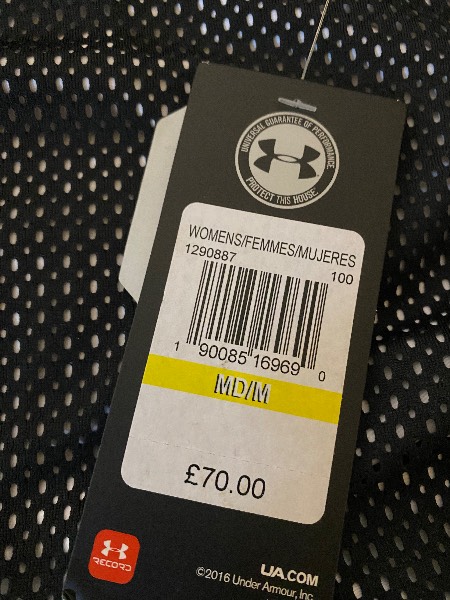 UNIVERSAL GUARANTEE OF PERFORMANCE
PROTECT THIS HOUSE
WOMENS/FEMMES/MUJERES
1290887 100
1 90085 16969 0
MD/M
£70.00
RECORD
UA.COM
©2016 Under Armour, Inc.